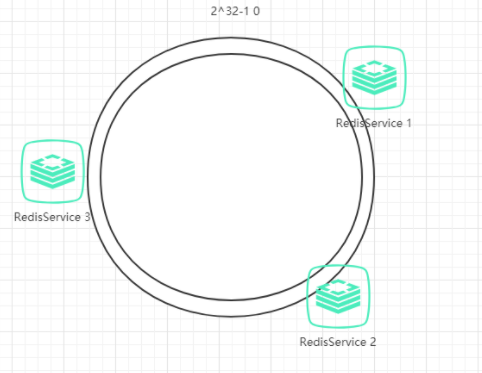 2^32-1 0
RedisService 1
RedisService 3
RedisService 2